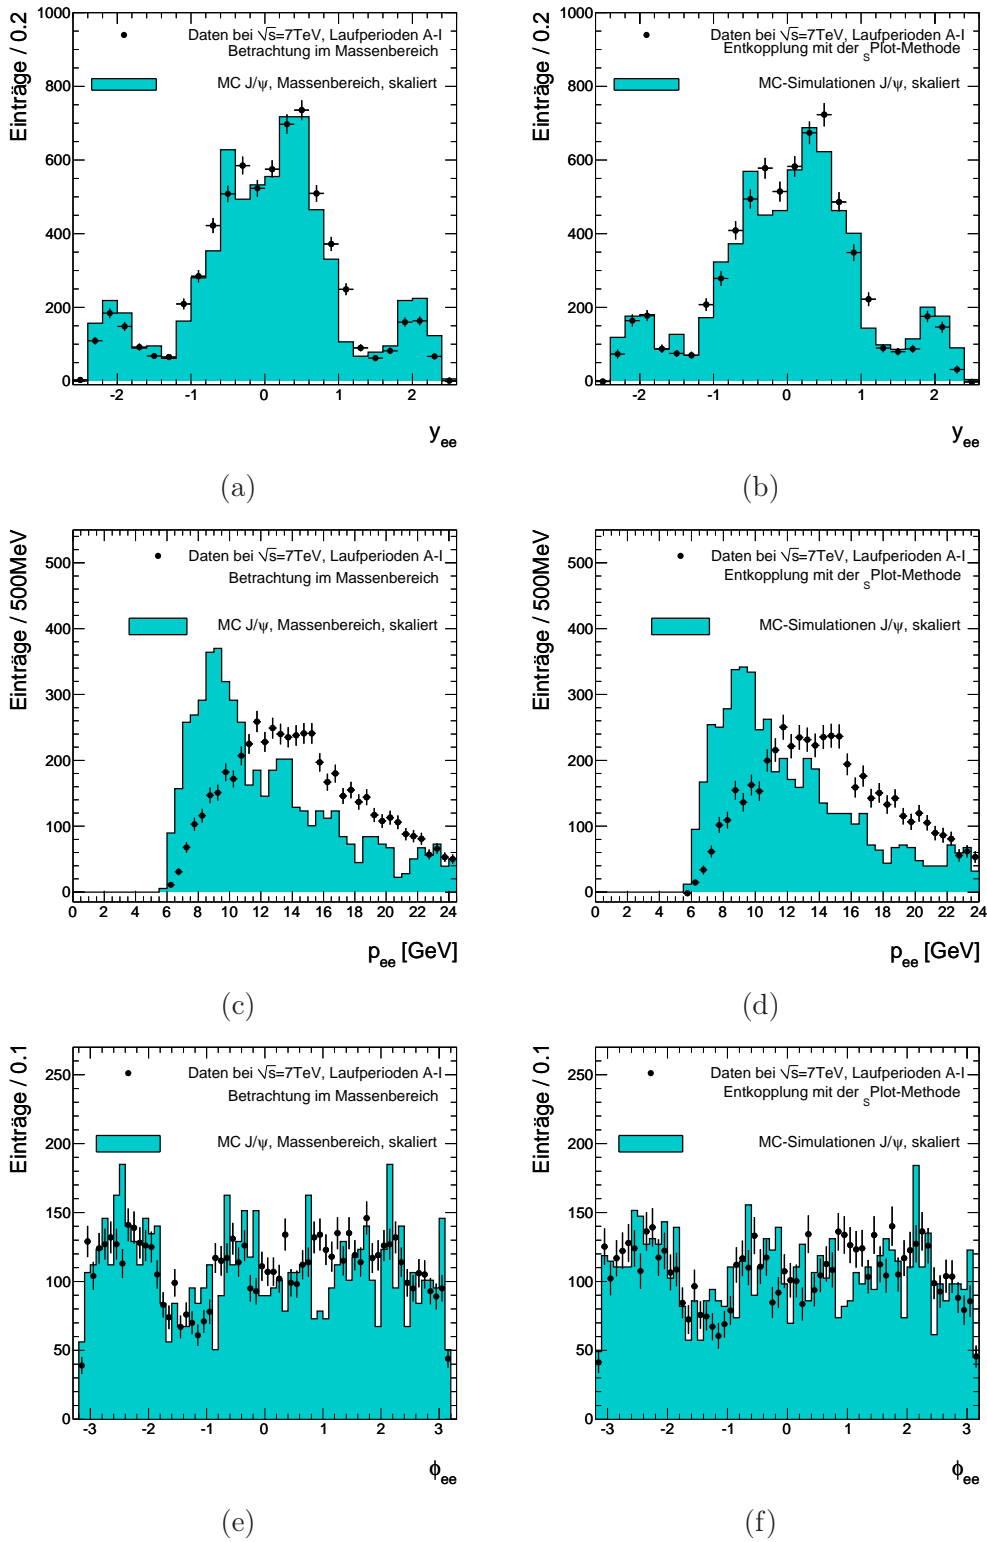 Einträge / 0.2
1000
800
600
400
200
0
Daten bei √s=7TeV, Laufperioden A-I
Betrachtung im Massenbereich
MC J/ψ, Massenbereich, skaliert
-2 -1 0 1 2
y_ee
(a)
Einträge / 0.2
1000
800
600
400
200
0
Daten bei √s=7TeV, Laufperioden A-I
Entkopplung mit der _SPlot-Methode
MC-Simulationen J/ψ, skaliert
-2 -1 0 1 2
y_ee
(b)
Einträge / 500MeV
500
400
300
200
100
0
Daten bei √s=7TeV, Laufperioden A-I
Betrachtung im Massenbereich
MC J/ψ, Massenbereich, skaliert
0 2 4 6 8 10 12 14 16 18 20 22 24
p_ee [GeV]
(c)
Einträge / 500MeV
500
400
300
200
100
0
Daten bei √s=7TeV, Laufperioden A-I
Entkopplung mit der _SPlot-Methode
MC-Simulationen J/ψ, skaliert
0 2 4 6 8 10 12 14 16 18 20 22 24
p_ee [GeV]
(d)
Einträge / 0.1
250
200
150
100
50
0
Daten bei √s=7TeV, Laufperioden A-I
Betrachtung im Massenbereich
MC J/ψ, Massenbereich, skaliert
-3 -2 -1 0 1 2 3
ϕ_ee
(e)
Einträge / 0.1
250
200
150
100
50
0
Daten bei √s=7TeV, Laufperioden A-I
Entkopplung mit der _SPlot-Methode
MC-Simulationen J/ψ, skaliert
-3 -2 -1 0 1 2 3
ϕ_ee
(f)